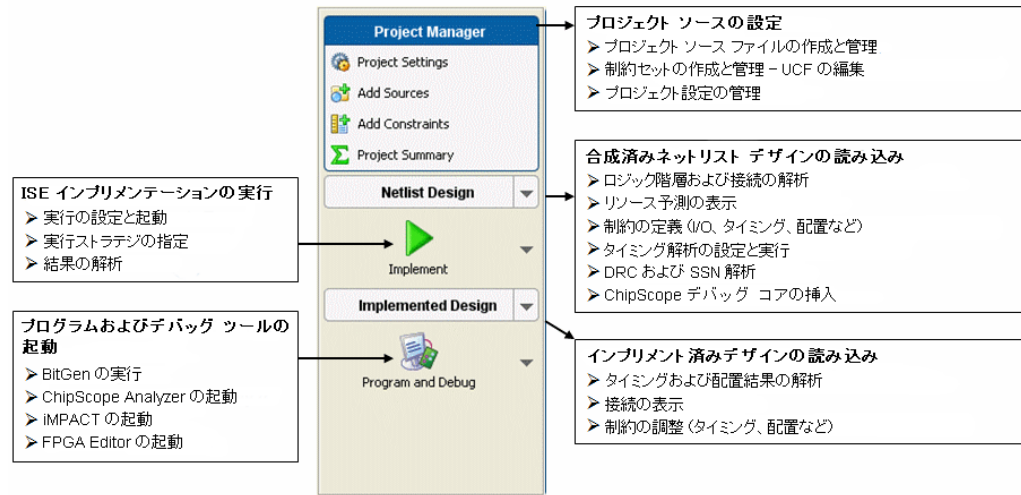 Project Manager
Project Settings
Add Sources
Add Constraints
Project Summary
Netlist Design
Implement
Implemented Design
Program and Debug
ISE インプリメンテーションの実行
➤ 実行の設定と起動
➤ 実行ストラテジの指定
➤ 結果の解析
プログラムおよびデバッグ ツールの
起動
➤ BitGen の実行
➤ ChipScope Analyzer の起動
➤ iMPACT の起動
➤ FPGA Editor の起動
プロジェクト ソースの設定
➤ プロジェクト ソース ファイルの作成と管理
➤ 制約セットの作成と管理 – UCF の編集
➤ プロジェクト設定の管理
合成済みネットリスト デザインの読み込み
➤ ロジック階層および接続の解析
➤ リソース予測の表示
➤ 制約の定義 (I/O、タイミング、配置など)
➤ タイミング解析の設定と実行
➤ DRC および SSN 解析
➤ ChipScope デバッグ コアの挿入
インプリメント済みデザインの読み込み
➤ タイミングおよび配置結果の解析
➤ 接続の表示
➤ 制約の調整 (タイミング、配置など)